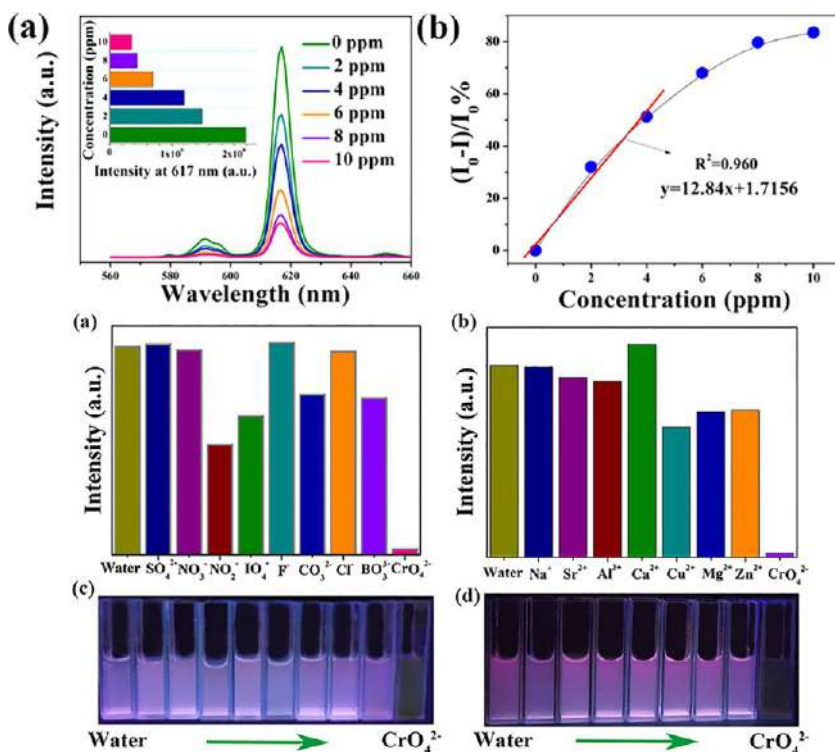 (a)
Concentration (ppm)
10
8
6
4
2
0
0
1x10⁶
2x10⁶
Intensity at 617 nm (a.u.)
0 ppm
2 ppm
4 ppm
6 ppm
8 ppm
10 ppm
Intensity (a.u.)
560 580 600 620 640 660
Wavelength (nm)
(b)
(I₀-I)/I₀%
80
60
40
20
0
R²=0.960
y=12.84x+1.7156
0 2 4 6 8 10
Concentration (ppm)
(a)
Intensity (a.u.)
Water SO₄²⁻ NO₃⁻ NO₂⁻ IO₄⁻ F⁻ CO₃²⁻ Cl⁻ BO₃³⁻ CrO₄²⁻
(b)
Intensity (a.u.)
Water Na⁺ Sr²⁺ Al³⁺ Ca²⁺ Cu²⁺ Mg²⁺ Zn²⁺ CrO₄²⁻
(c)
Water CrO₄²⁻
(d)
Water CrO₄²⁻